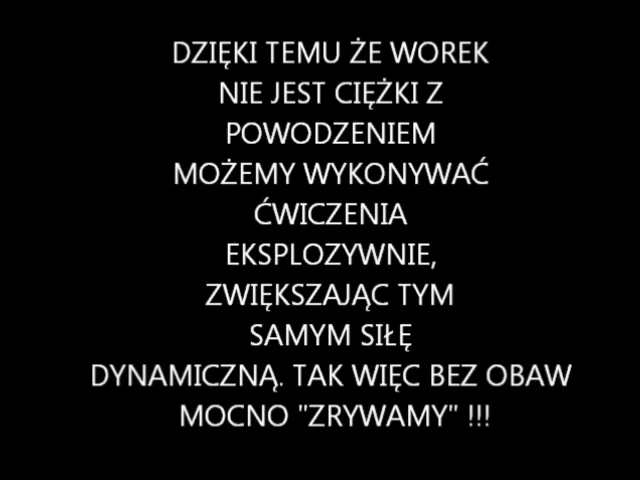 DZIĘKI TEMU ŻE WOREK
NIE JEST CIĘŻKI Z
POWODZENIEM
MOŻEMY WYKONYWAĆ
ĆWICZENIA
EKSPLOZYWNIE,
ZWIĘKSZAJĄC TYM
SAMYM SIŁĘ
DYNAMICZNĄ. TAK WIĘC BEZ OBAW
MOCNO "ZRYWAMY" !!!